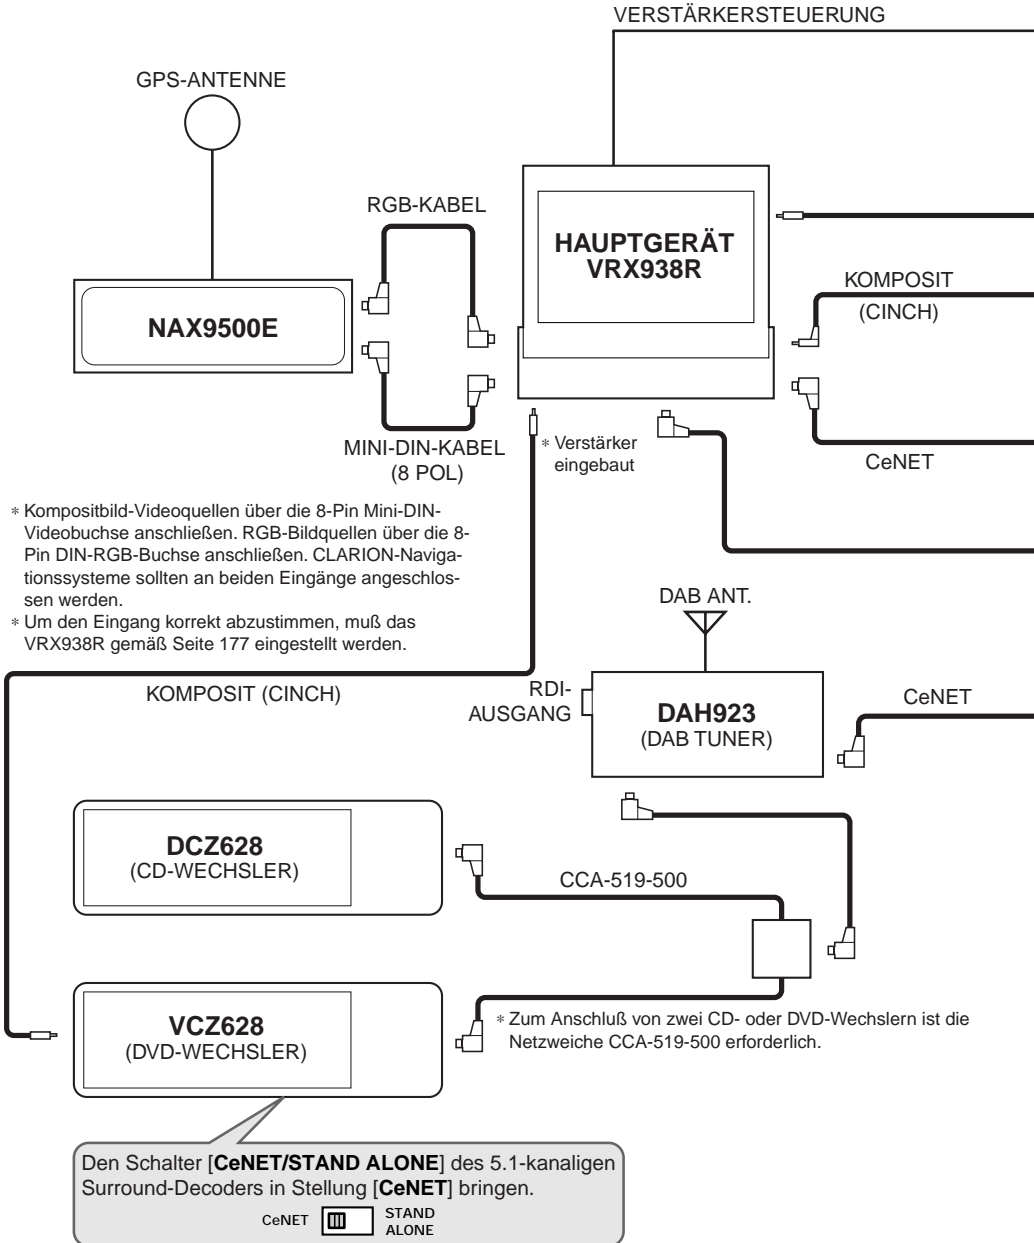 VERSTÄRKERSTEUERUNG
GPS-ANTENNE
RGB-KABEL
HAUPTGERÄT
VRX938R
KOMPOSIT
(CINCH)
NAX9500E
MINI-DIN-KABEL
(8 POL)
* Verstärker
eingebaut
CeNET
* Kompositbild-Videoquellen über die 8-Pin Mini-DIN-
Videobuchse anschließen. RGB-Bildquellen über die 8-
Pin DIN-RGB-Buchse anschließen. CLARION-Naviga-
tionssysteme sollten an beiden Eingänge angeschlos-
sen werden.
* Um den Eingang korrekt abzustimmen, muß das
VRX938R gemäß Seite 177 eingestellt werden.
DAB ANT.
KOMPOSIT (CINCH)
RDI-
AUSGANG
DAH923
(DAB TUNER)
CeNET
DCZ628
(CD-WECHSLER)
CCA-519-500
VCZ628
(DVD-WECHSLER)
* Zum Anschluß von zwei CD- oder DVD-Wechslern ist die
Netzweiche CCA-519-500 erforderlich.
Den Schalter [CeNET/STAND ALONE] des 5.1-kanaligen
Surround-Decoders in Stellung [CeNET] bringen.
CeNET
STAND
ALONE